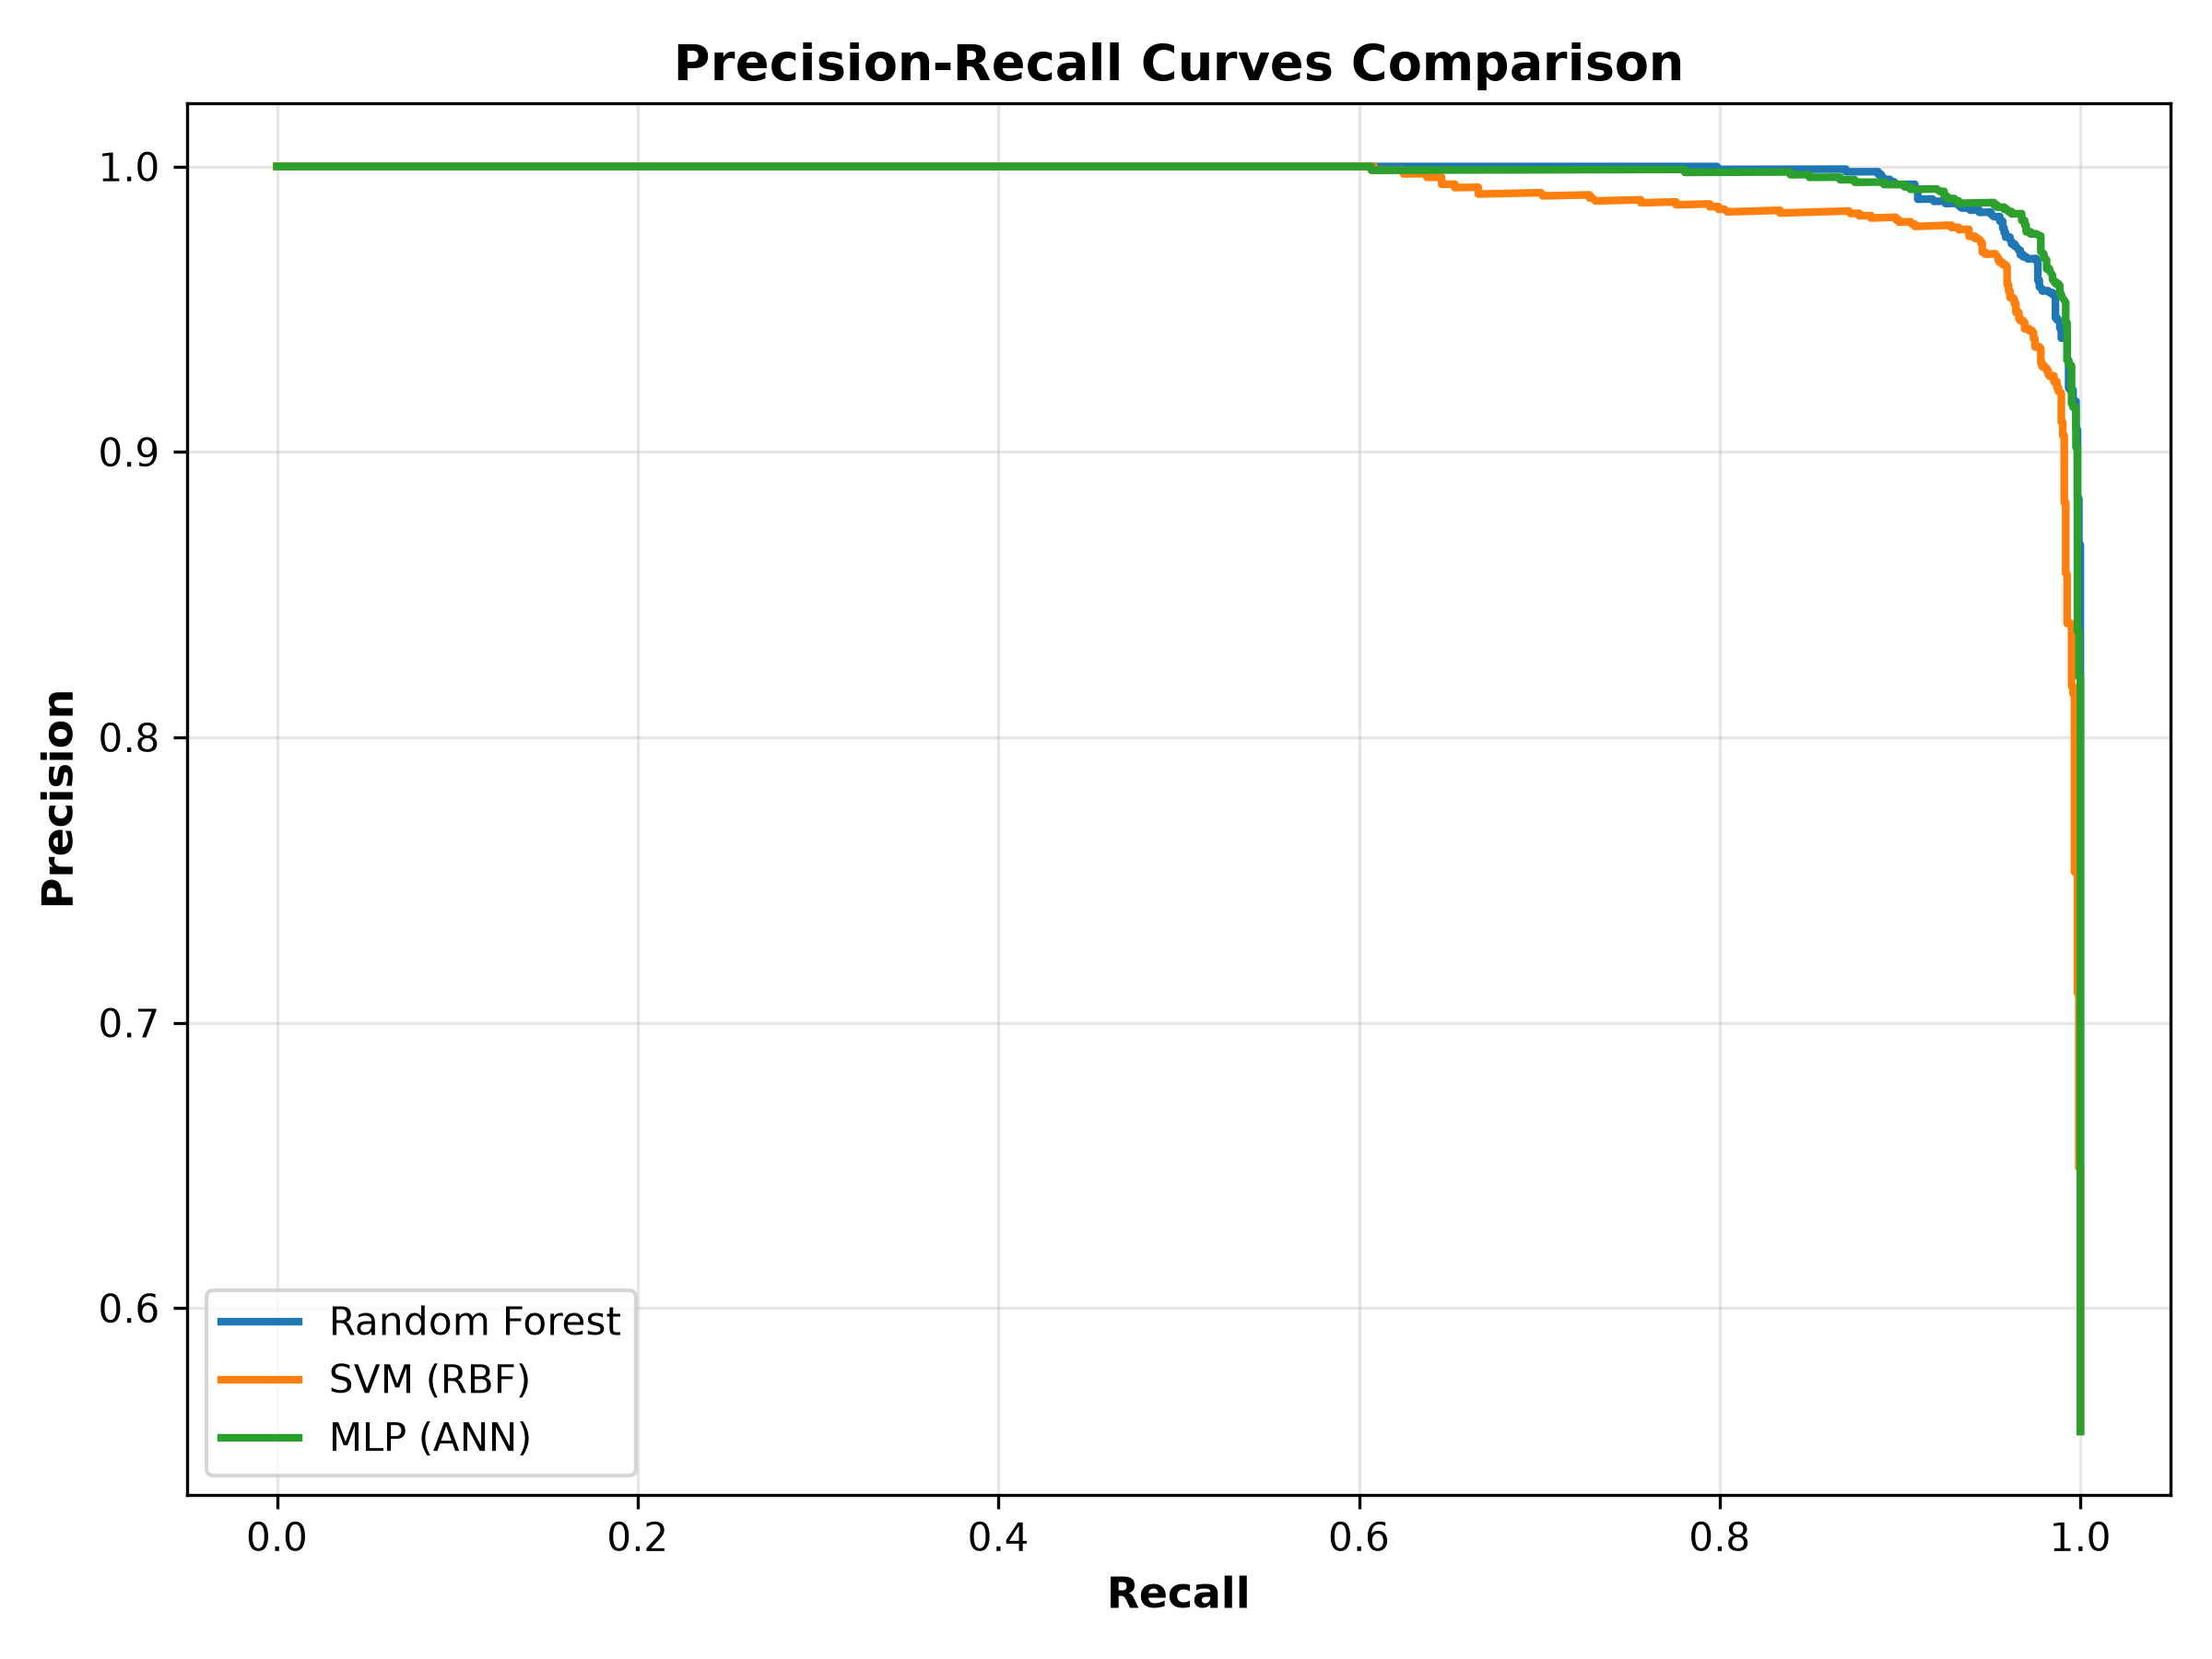 Precision-Recall Curves Comparison
Precision
1.0
0.9
0.8
0.7
0.6
Random Forest
SVM (RBF)
MLP (ANN)
0.0 0.2 0.4 0.6 0.8 1.0
Recall